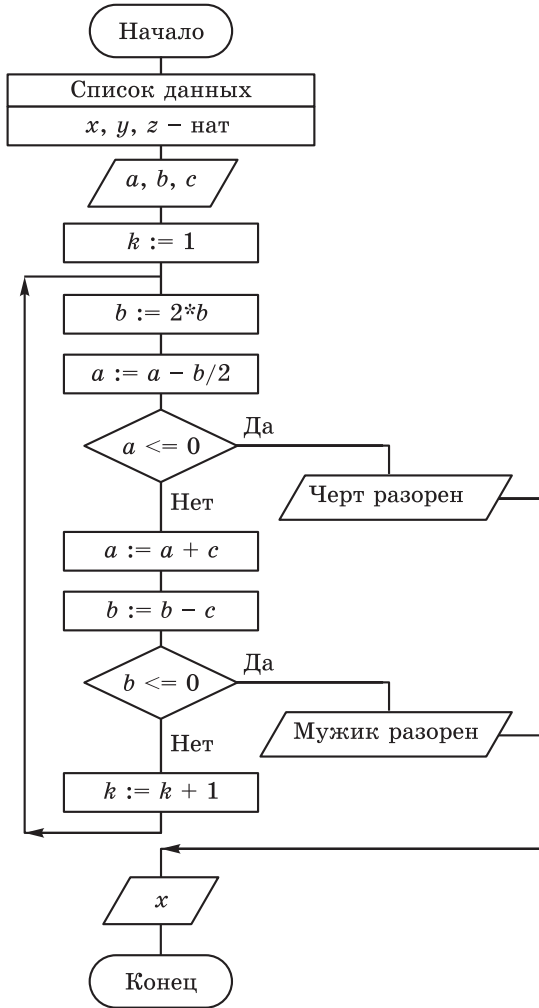 Начало
Список данных
x, y, z – нат
a, b, c
k := 1
b := 2*b
a := a – b/2
a <= 0
Да
Черт разорен
Нет
a := a + c
b := b – c
b <= 0
Да
Мужик разорен
Нет
k := k + 1
x
Конец